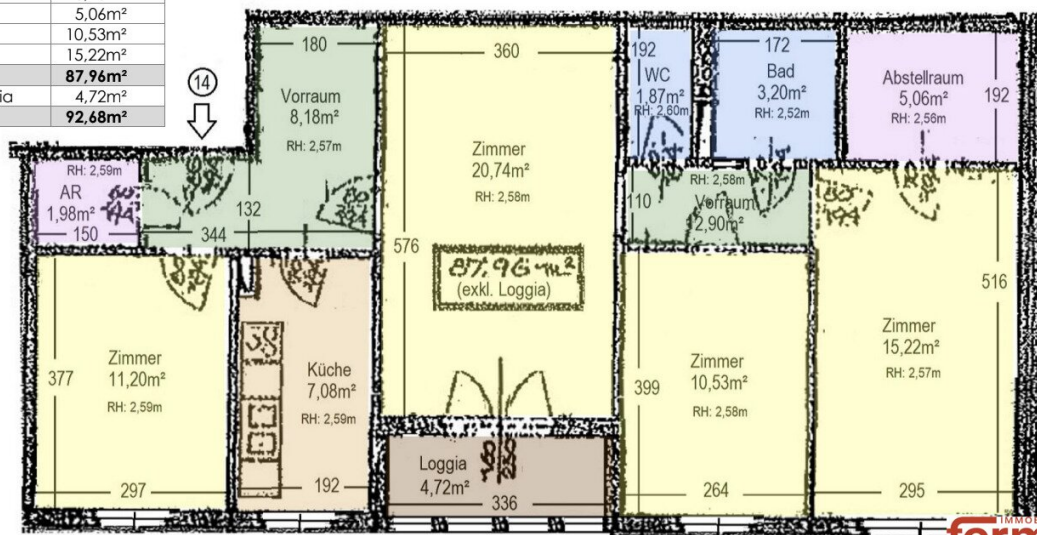 5,06m²
10,53m²
15,22m²
87,96m²
4,72m²
92,68m²
14
180
Vorraum
8,18m²
RH: 2,57m
360
Zimmer
20,74m²
RH: 2,58m
576
87,96 m²
(exkl. Loggia)
192
WC
1,87m²
RH: 2,60m
172
Bad
3,20m²
RH: 2,52m
Abstellraum
5,06m²
RH: 2,56m
192
RH: 2,59m
AR
1,98m²
150
132
344
RH: 2,58m
110
Vorraum
2,90m²
516
377
Zimmer
11,20m²
RH: 2,59m
297
Küche
7,08m²
RH: 2,59m
192
Loggia
4,72m²
336
399
Zimmer
10,53m²
RH: 2,58m
264
Zimmer
15,22m²
RH: 2,57m
295